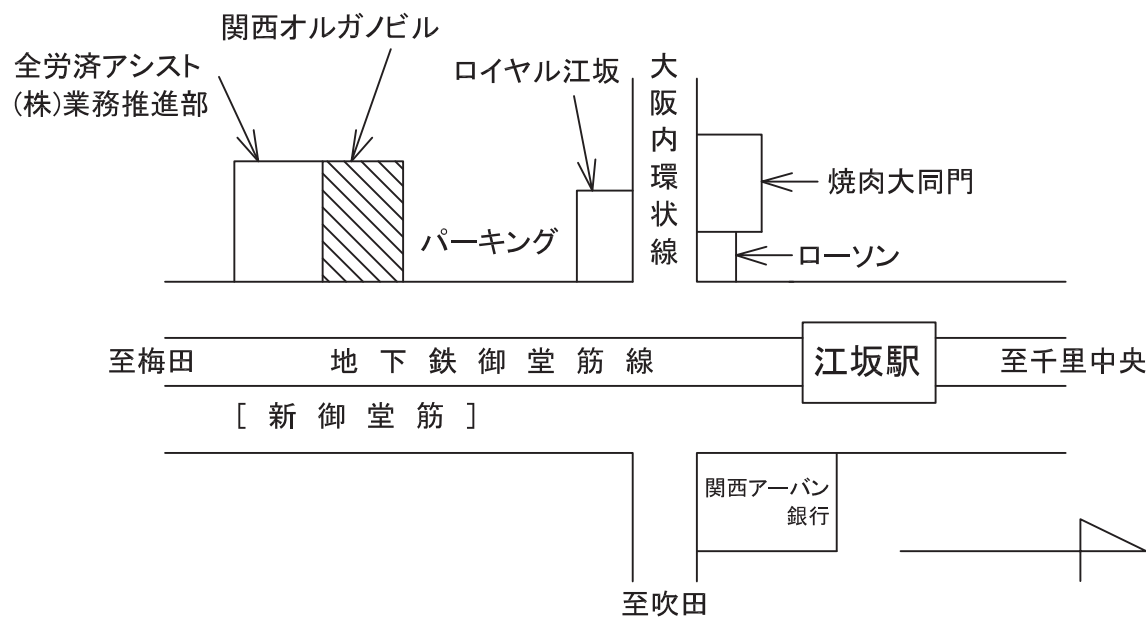 関西オルガノビル
全労済アシスト
(株)業務推進部
ロイヤル江坂
大阪内環状線
焼肉大同門
パーキング
ローソン
至梅田
地下鉄御堂筋線
江坂駅
至千里中央
[新御堂筋]
関西アーバン
銀行
至吹田